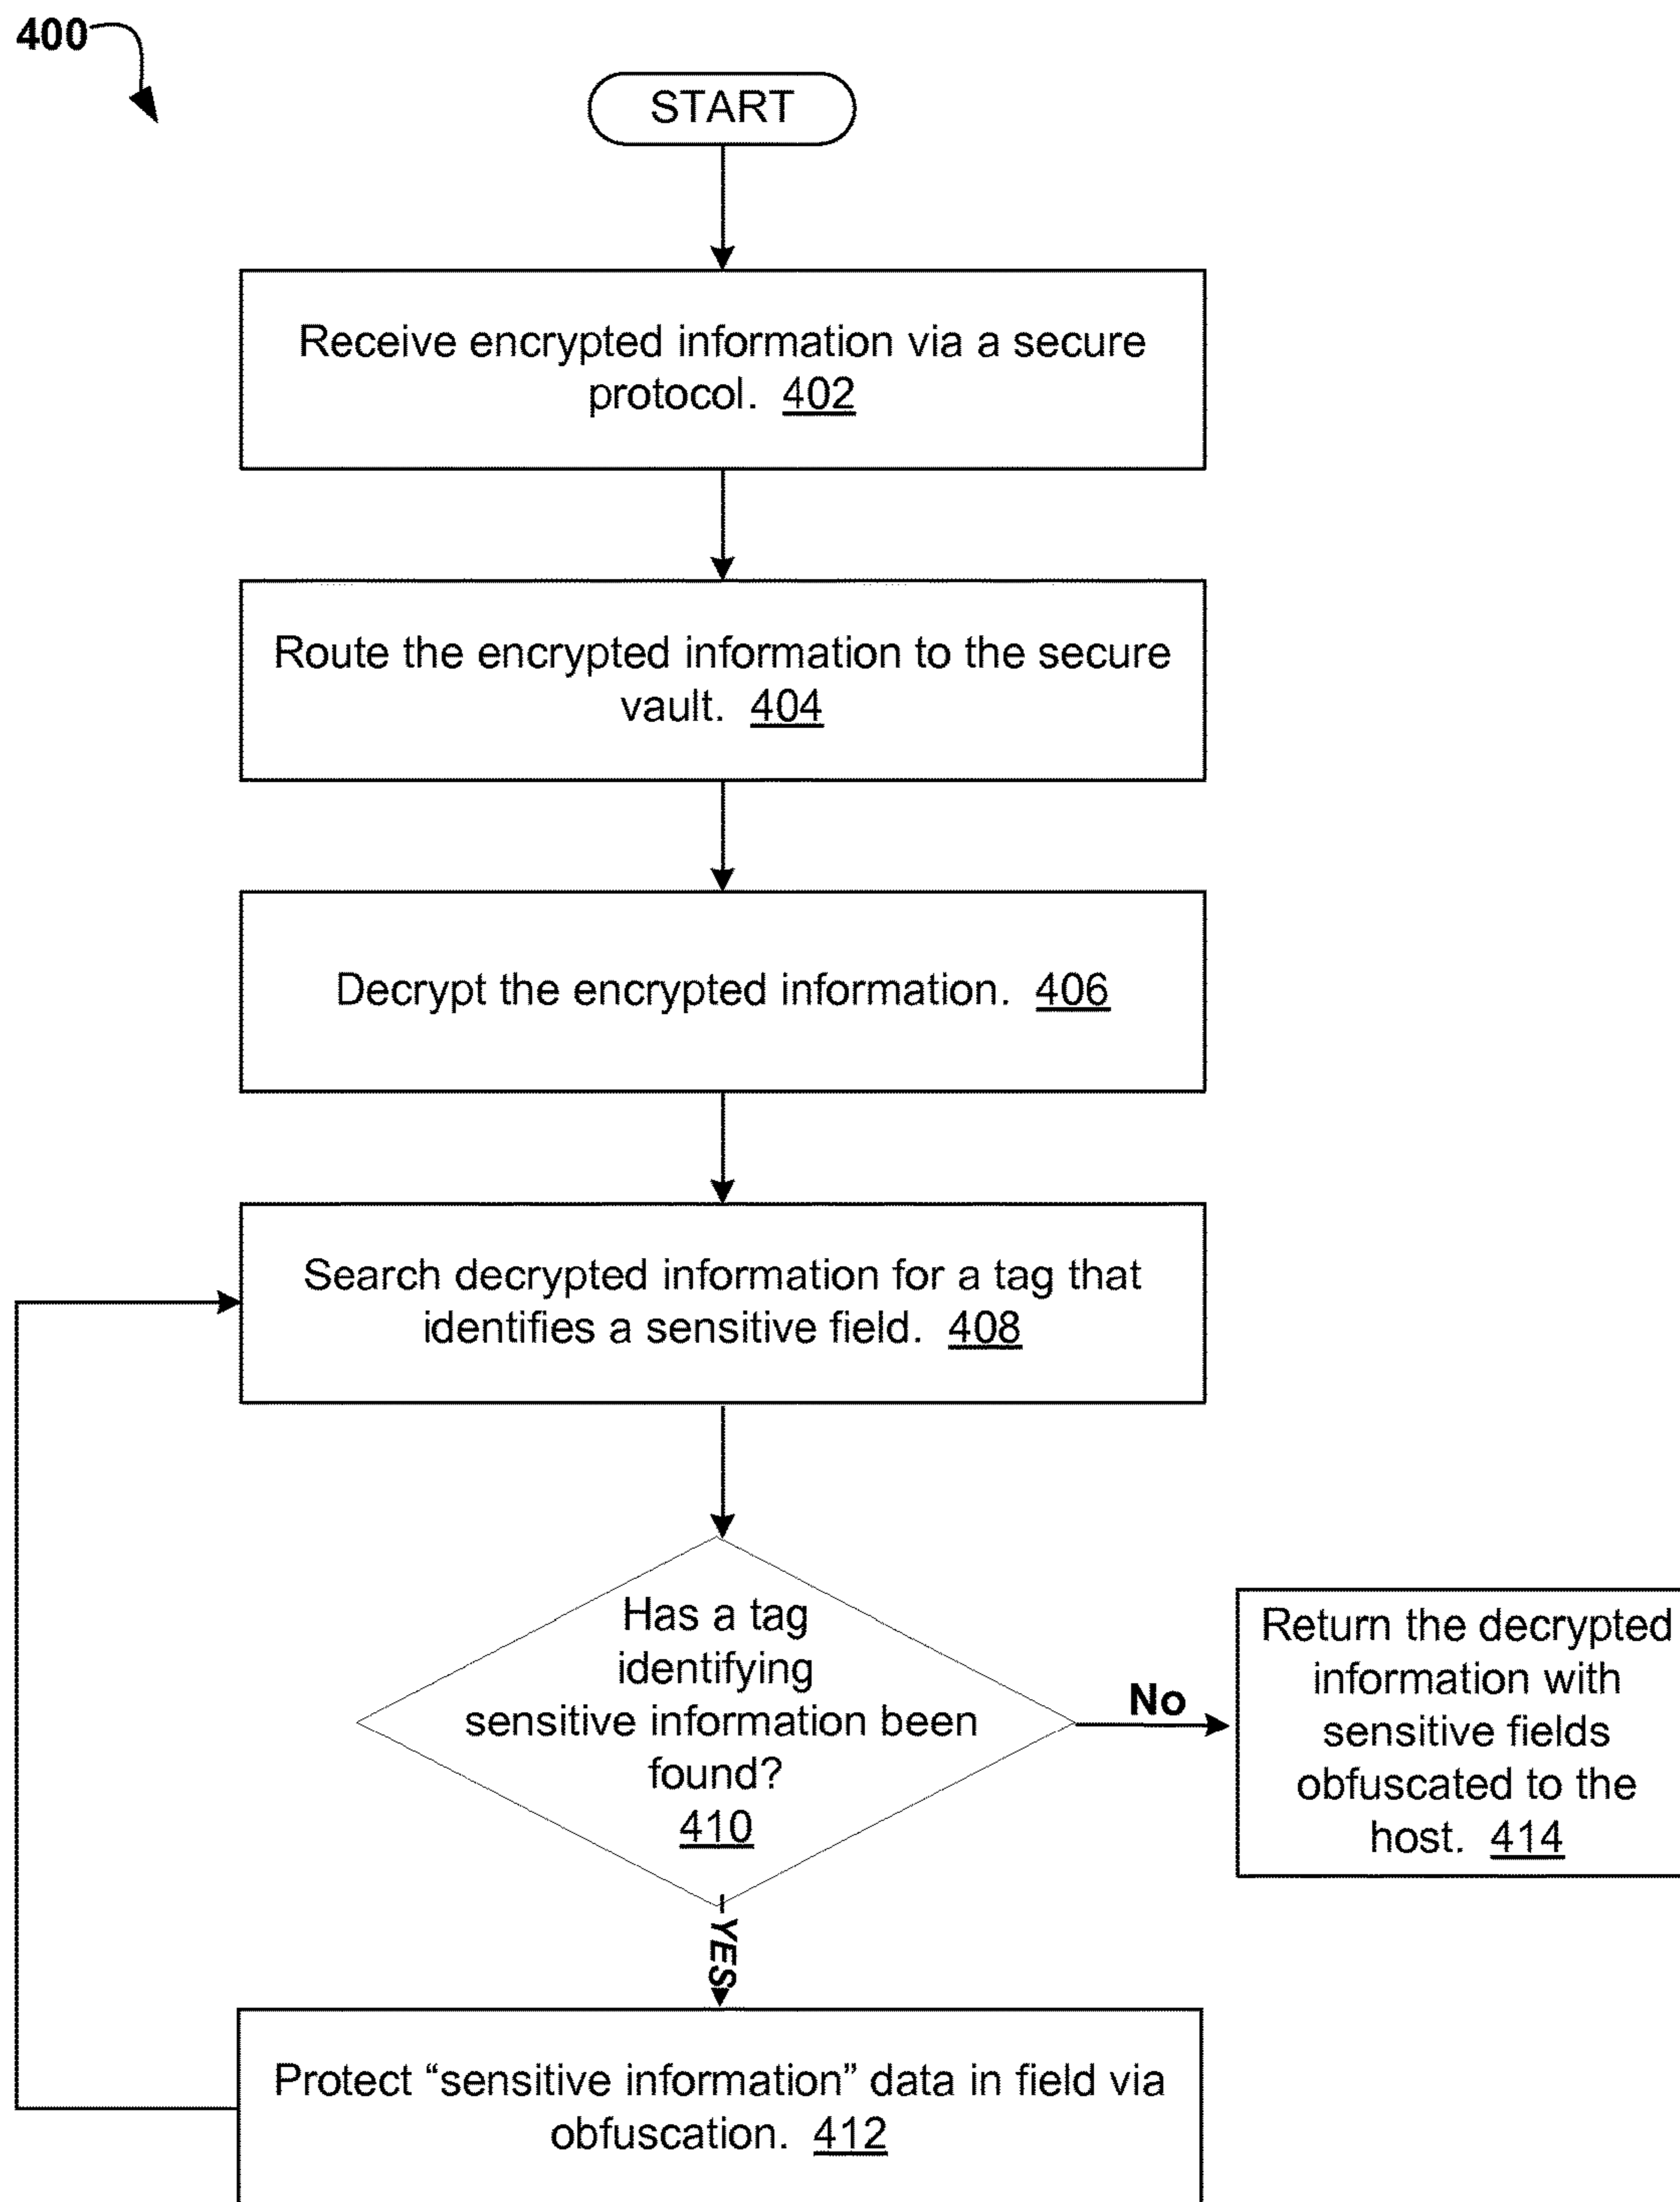 400
START
Receive encrypted information via a secure
protocol. 402
Route the encrypted information to the secure
vault. 404
Decrypt the encrypted information. 406
Search decrypted information for a tag that
identifies a sensitive field. 408
Has a tag
identifying
sensitive information been
found?
410
No
Return the decrypted
information with
sensitive fields
obfuscated to the
host. 414
YES
Protect “sensitive information” data in field via
obfuscation. 412